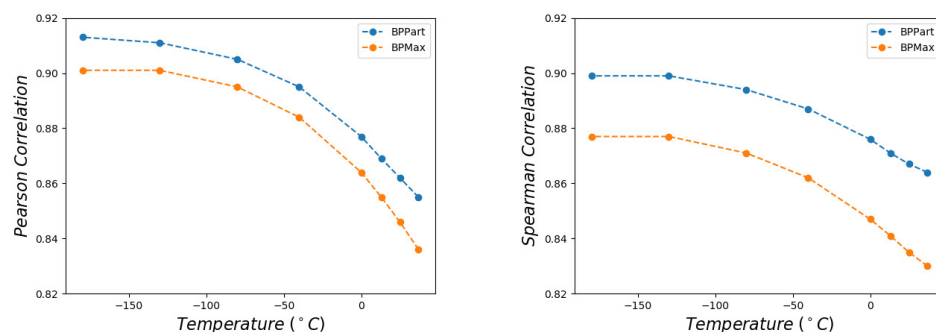 0.92
0.90
0.88
0.86
0.84
0.82
Pearson Correlation
−150
−100
−50
0
Temperature (°C)
BPPart
BPMax
0.92
0.90
0.88
0.86
0.84
0.82
Spearman Correlation
−150
−100
−50
0
Temperature (°C)
BPPart
BPMax